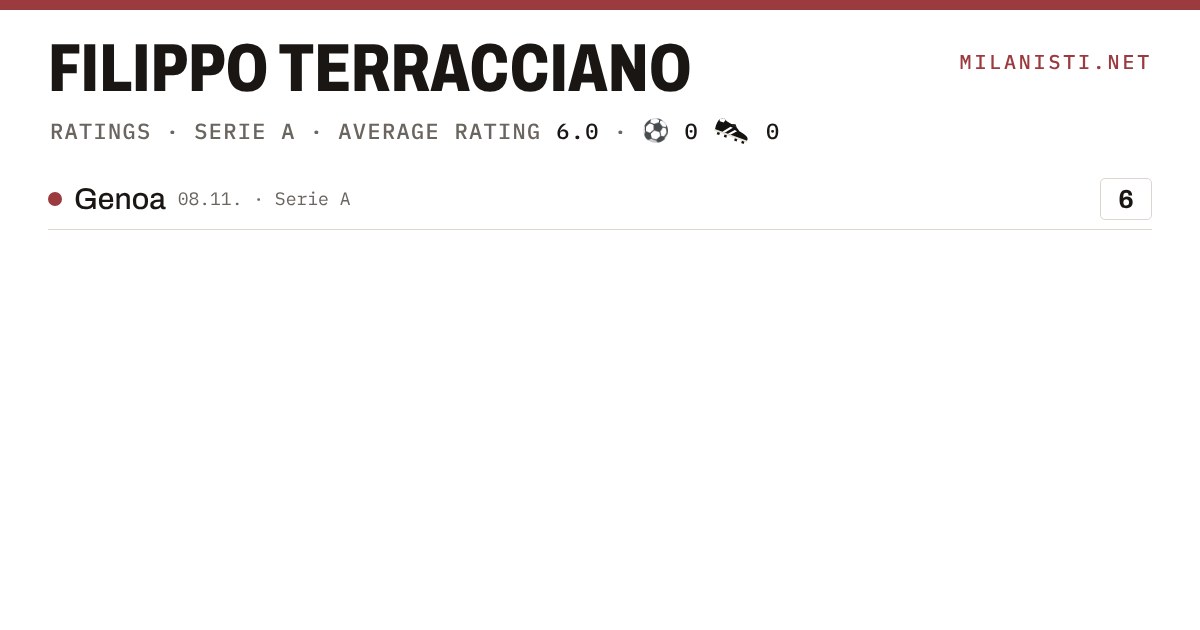 FILIPPO TERRACCIANO
MILANISTI.NET
RATINGS · SERIE A · AVERAGE RATING 6.0 · ⚽ 0 0
Genoa 08.11. · Serie A 6